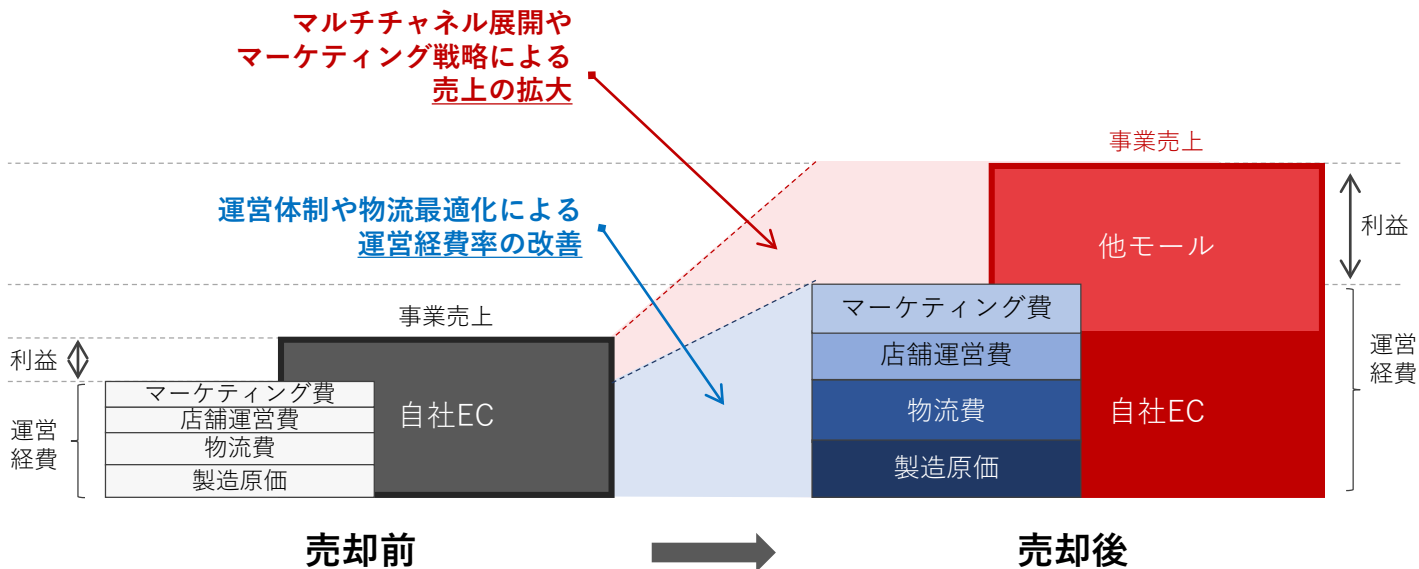 マルチチャネル展開や
マーケティング戦略による
売上の拡大
運営体制や物流最適化による
運営経費率の改善
事業売上
利益
マーケティング費
店舗運営費
物流費
製造原価
運営
経費
自社EC
事業売上
他モール
自社EC
マーケティング費
店舗運営費
物流費
製造原価
利益
運営
経費
売却前
売却後